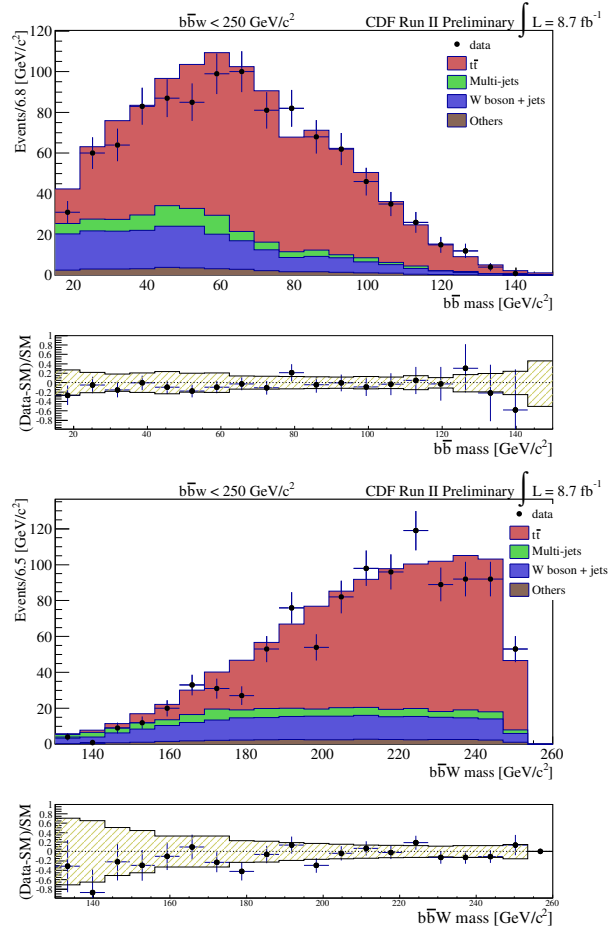 bb̅w < 250 GeV/c²
CDF Run II Preliminary ∫ L = 8.7 fb⁻¹
Events/6.8 [GeV/c²]
120
100
80
60
40
20
0
data
tt̅
Multi-jets
W boson + jets
Others
20 40 60 80 100 120 140
bb̅ mass [GeV/c²]
(Data-SM)/SM
1
0.8
0.6
0.4
0.2
0
-0.2
-0.4
-0.6
-0.8
20 40 60 80 100 120 140
bb̅ mass [GeV/c²]
bb̅w < 250 GeV/c²
CDF Run II Preliminary ∫ L = 8.7 fb⁻¹
Events/6.5 [GeV/c²]
120
100
80
60
40
20
0
data
tt̅
Multi-jets
W boson + jets
Others
140 160 180 200 220 240 260
bb̅W mass [GeV/c²]
(Data-SM)/SM
1
0.8
0.6
0.4
0.2
0
-0.2
-0.4
-0.6
-0.8
140 160 180 200 220 240 260
bb̅W mass [GeV/c²]